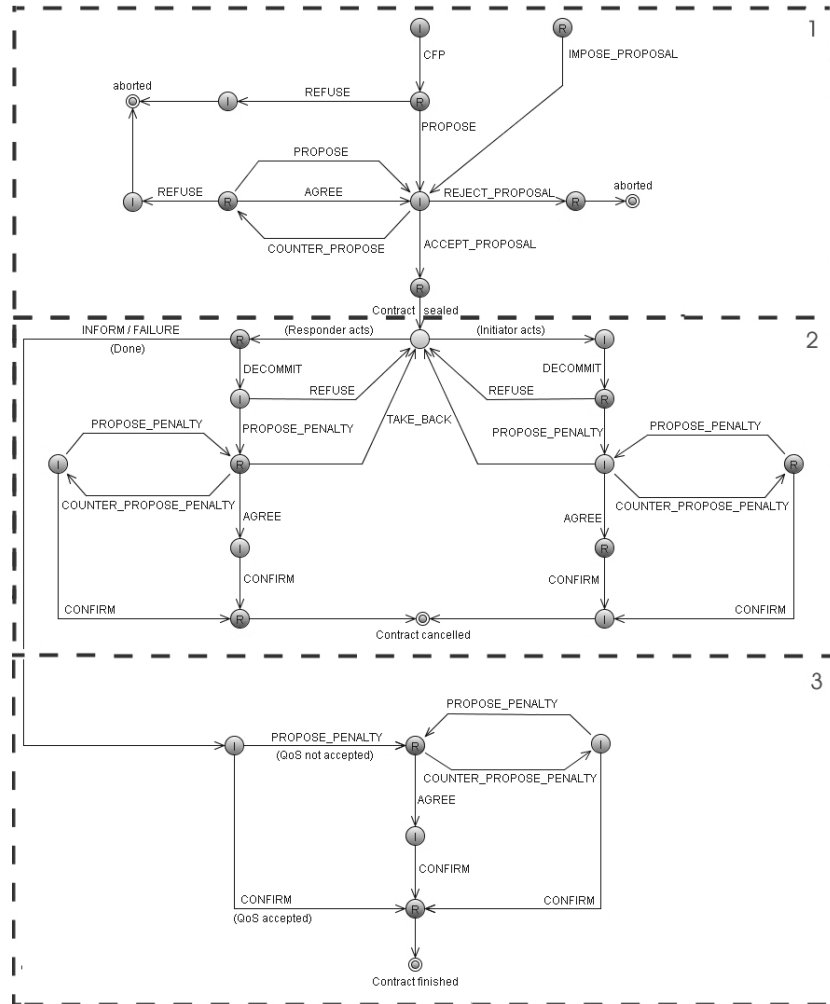 1
I
R
CFP
IMPOSE_PROPOSAL
aborted
I
REFUSE
R
PROPOSE
PROPOSE
I
REFUSE
R
AGREE
I
REJECT_PROPOSAL
R
aborted
COUNTER_PROPOSE
ACCEPT_PROPOSAL
R
Contract sealed
2
INFORM / FAILURE
(Done)
R
(Responder acts)
(Initiator acts)
I
DECOMMIT
DECOMMIT
I
REFUSE
REFUSE
R
PROPOSE_PENALTY
PROPOSE_PENALTY
TAKE_BACK
PROPOSE_PENALTY
PROPOSE_PENALTY
I
R
I
R
COUNTER_PROPOSE_PENALTY
COUNTER_PROPOSE_PENALTY
AGREE
AGREE
I
R
CONFIRM
CONFIRM
CONFIRM
CONFIRM
R
I
Contract cancelled
3
PROPOSE_PENALTY
I
PROPOSE_PENALTY
(QoS not accepted)
R
I
COUNTER_PROPOSE_PENALTY
AGREE
I
CONFIRM
CONFIRM
(QoS accepted)
R
CONFIRM
Contract finished